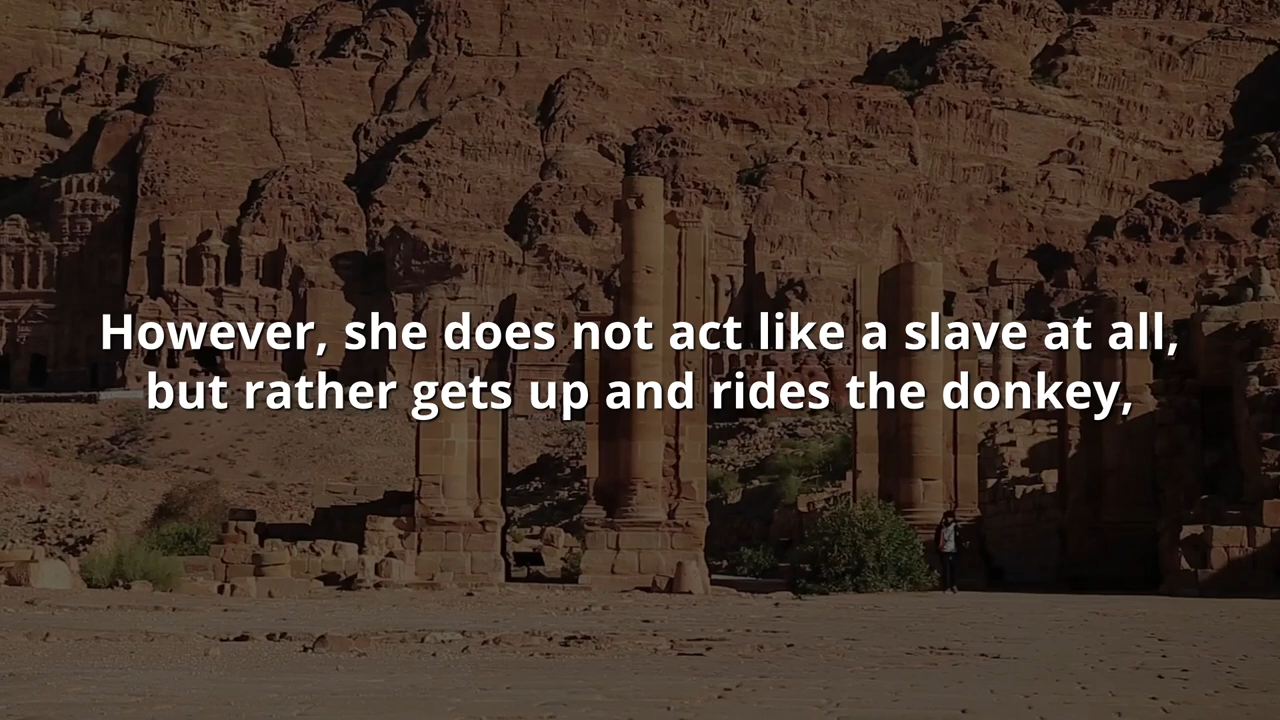 However, she does not act like a slave at all,
but rather gets up and rides the donkey,